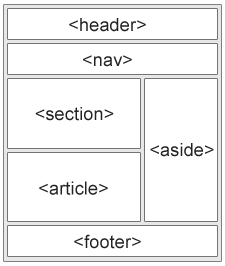 <header>
<nav>
<section>
<aside>
<article>
<footer>